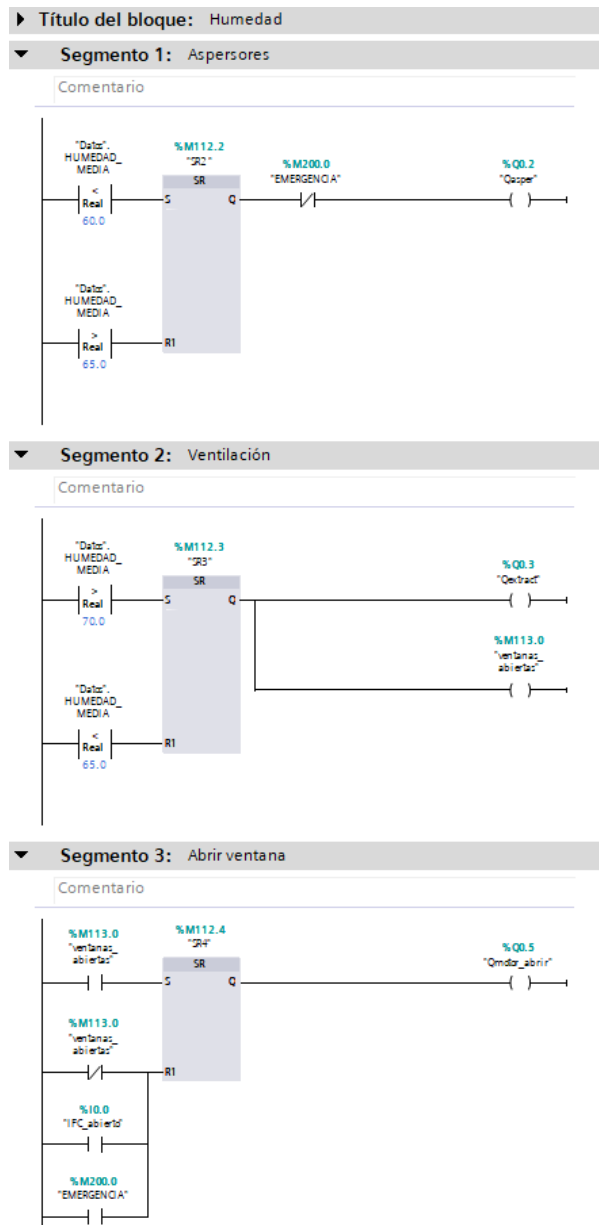 Título del bloque: Humedad
Segmento 1: Aspersores
Comentario
"Datos".
HUMEDAD_
MEDIA
<
Real
60.0
%M112.2
"SR2"
SR
S
Q
%M200.0
"EMERGENCIA"
%Q0.2
"Qasper"
"Datos".
HUMEDAD_
MEDIA
>
Real
65.0
R1
Segmento 2: Ventilación
Comentario
"Datos".
HUMEDAD_
MEDIA
>
Real
70.0
%M112.3
"SR3"
SR
S
Q
%Q0.3
"Qextract"
%M113.0
"ventanas_
abiertas"
"Datos".
HUMEDAD_
MEDIA
<
Real
65.0
R1
Segmento 3: Abrir ventana
Comentario
%M113.0
"ventanas_
abiertas"
%M112.4
"SR4"
SR
S
Q
%Q0.5
"Qmotor_abrir"
%M113.0
"ventanas_
abiertas"
R1
%I0.0
"IFC_abierto"
%M200.0
"EMERGENCIA"